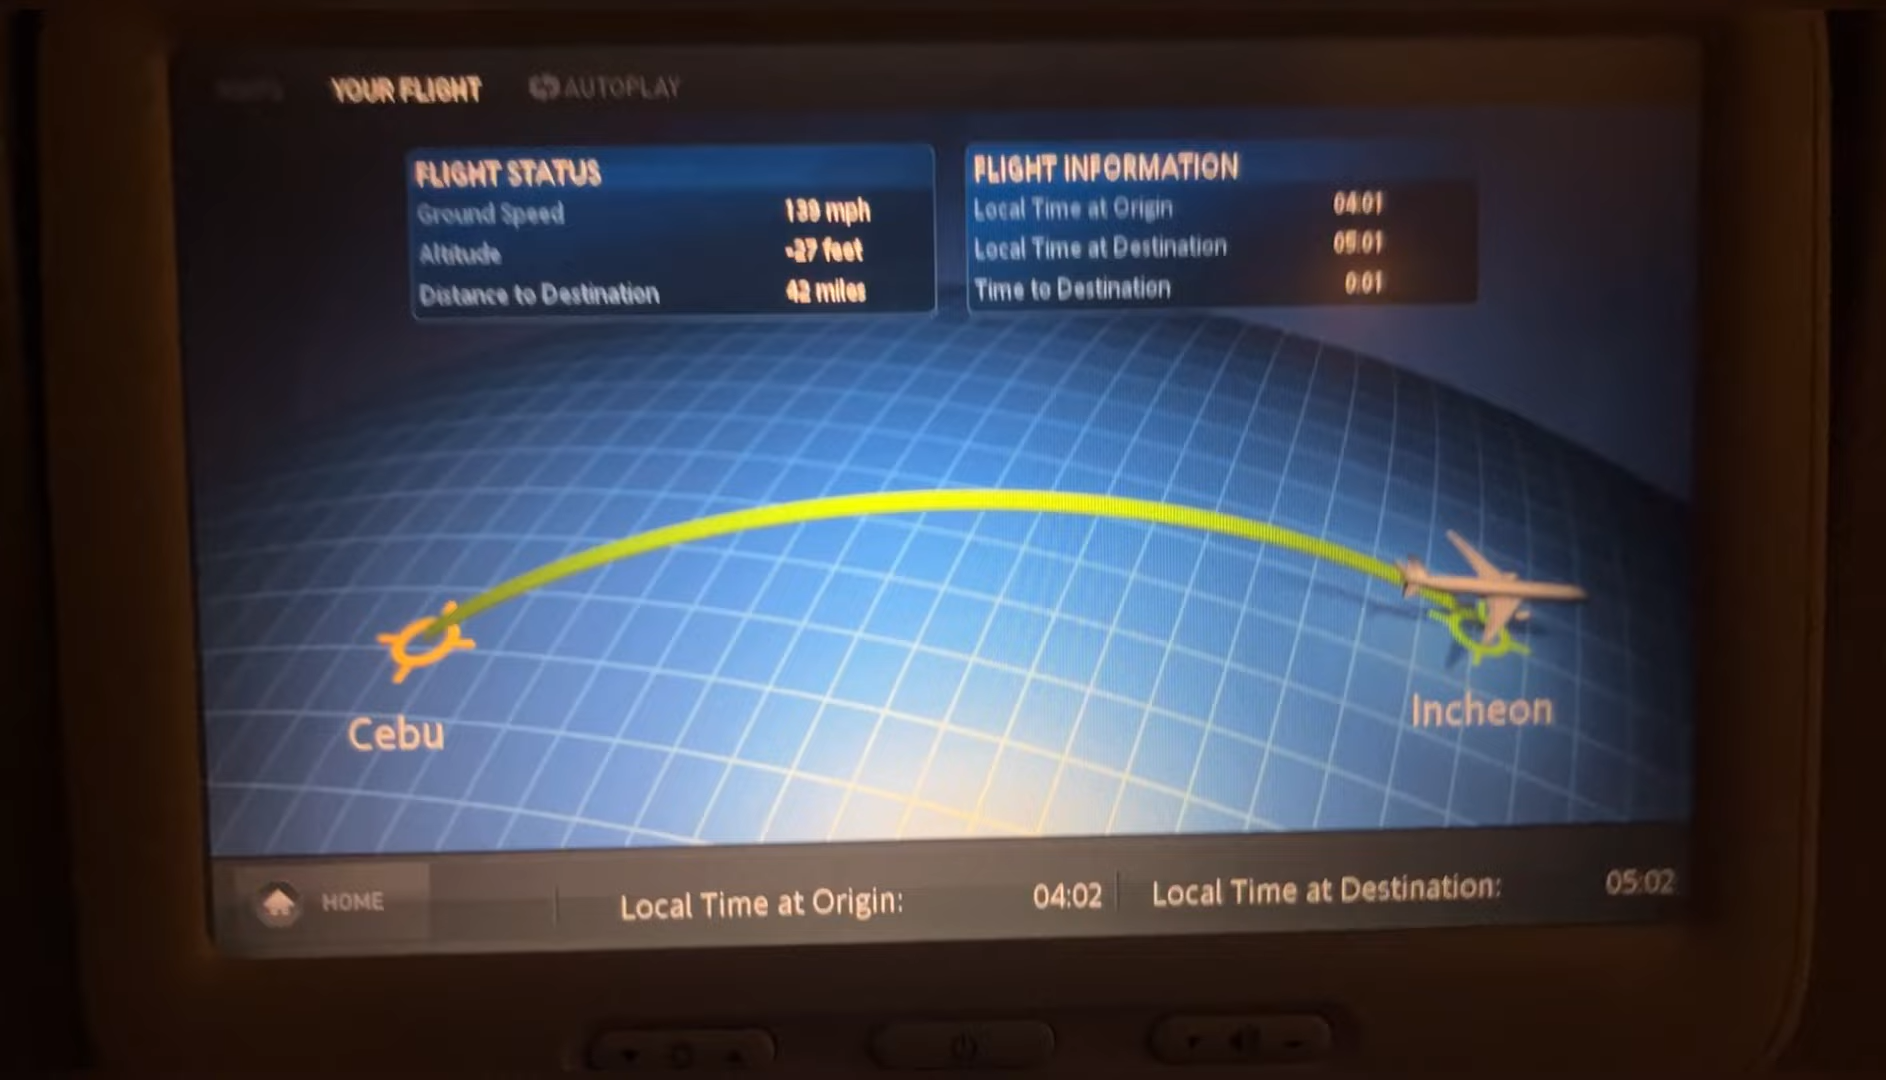 YOUR FLIGHT AUTOPLAY
FLIGHT STATUS
Ground Speed 139 mph
Altitude -27 feet
Distance to Destination 42 miles
FLIGHT INFORMATION
Local Time at Origin 04:01
Local Time at Destination 05:01
Time to Destination 0:01
Cebu
Incheon
HOME
Local Time at Origin: 04:02
Local Time at Destination: 05:02